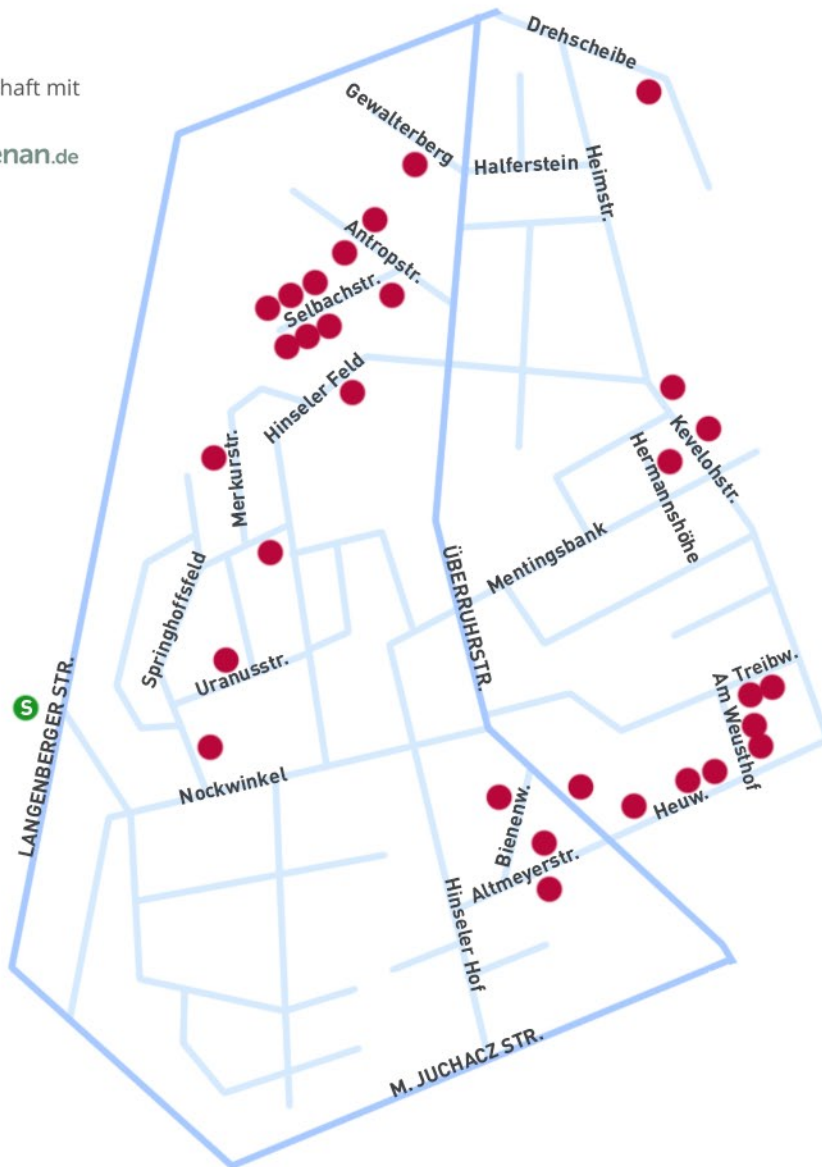 haft mit
enan.de
Drehscheibe
Gewalterberg
Halferstein
Heimstr.
Antropstr.
Selbachstr.
Hinseler Feld
Merkurstr.
Kevelohstr.
Hermannshöhe
Mentingsbank
ÜBERRUHRSTR.
Springhoffsfeld
Uranusstr.
Treibw.
Am Weusthof
LANGENBERGER STR.
S
Nockwinkel
Bienenw.
Heuw.
Altmeyerstr.
Hinseler Hof
M. JUCHACZ STR.